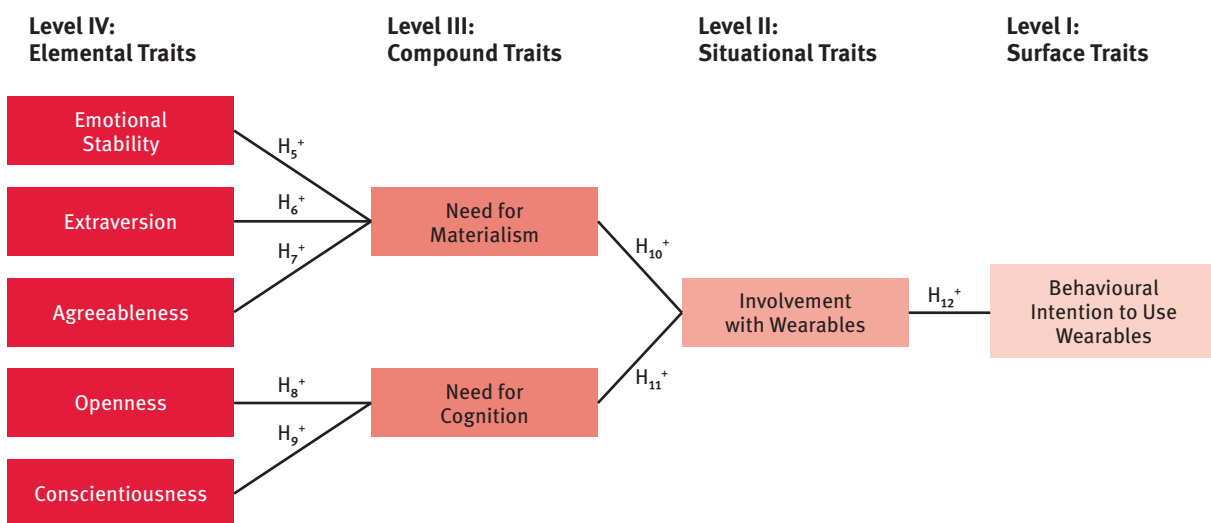 Level IV:
Elemental Traits
Level III:
Compound Traits
Level II:
Situational Traits
Level I:
Surface Traits
Emotional
Stability
Extraversion
Agreeableness
Openness
Conscientiousness
H₅⁺
H₆⁺
H₇⁺
H₈⁺
H₉⁺
Need for
Materialism
Need for
Cognition
H₁₀⁺
H₁₁⁺
Involvement
with Wearables
H₁₂⁺
Behavioural
Intention to Use
Wearables